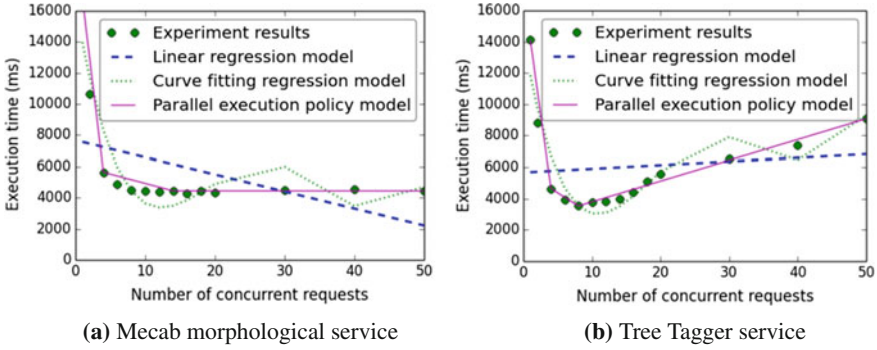 16000
14000
12000
10000
8000
6000
4000
2000
0
Execution time (ms)
Experiment results
Linear regression model
Curve fitting regression model
Parallel execution policy model
0 10 20 30 40 50
Number of concurrent requests
(a) Mecab morphological service
16000
14000
12000
10000
8000
6000
4000
2000
0
Execution time (ms)
Experiment results
Linear regression model
Curve fitting regression model
Parallel execution policy model
0 10 20 30 40 50
Number of concurrent requests
(b) Tree Tagger service